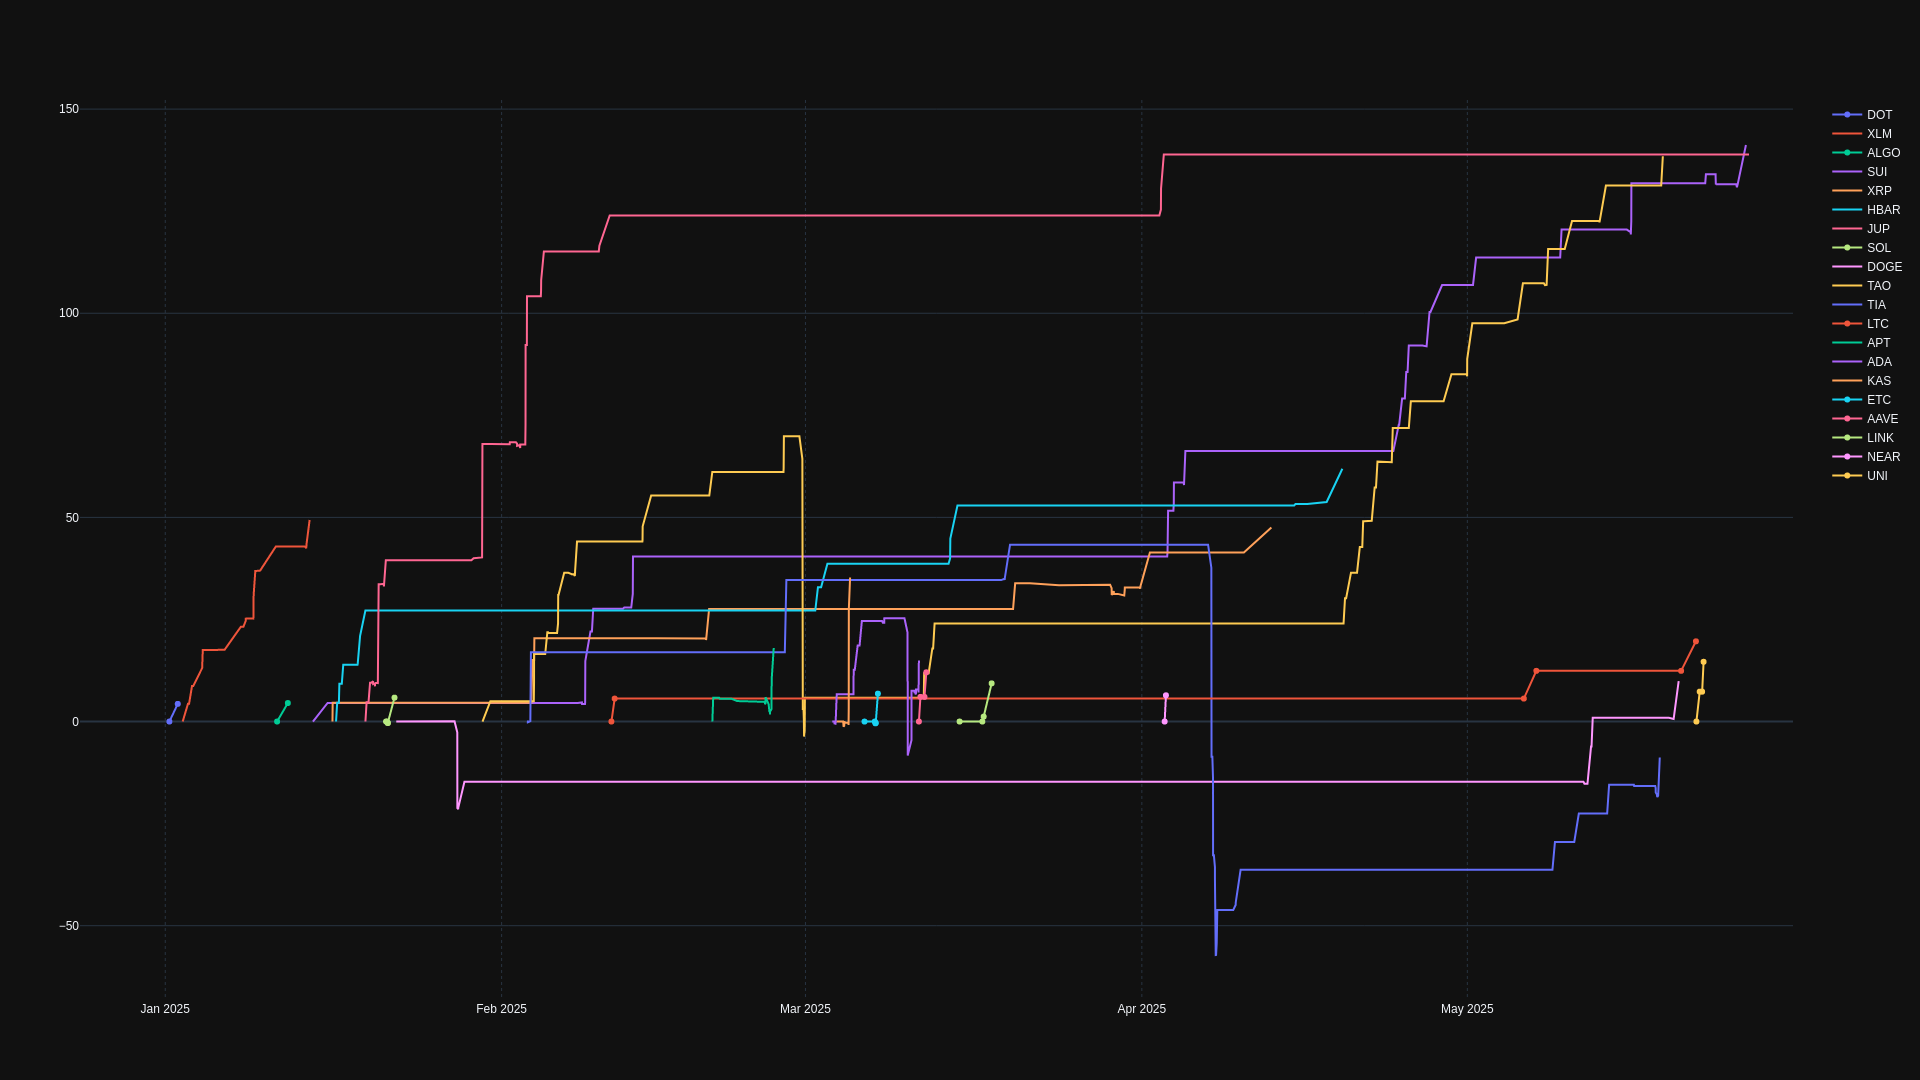 150
100
50
0
−50
Jan 2025
Feb 2025
Mar 2025
Apr 2025
May 2025
DOT
XLM
ALGO
SUI
XRP
HBAR
JUP
SOL
DOGE
TAO
TIA
LTC
APT
ADA
KAS
ETC
AAVE
LINK
NEAR
UNI